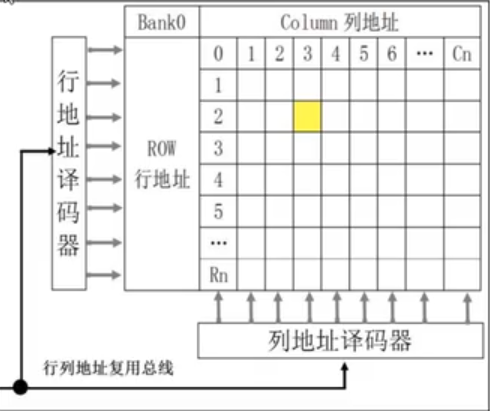 Bank0 Column 列地址
0 1 2 3 4 5 6 … Cn
1
2
3
4
5
…
Rn
ROW
行地址
行地址译码器
列地址译码器
行列地址复用总线